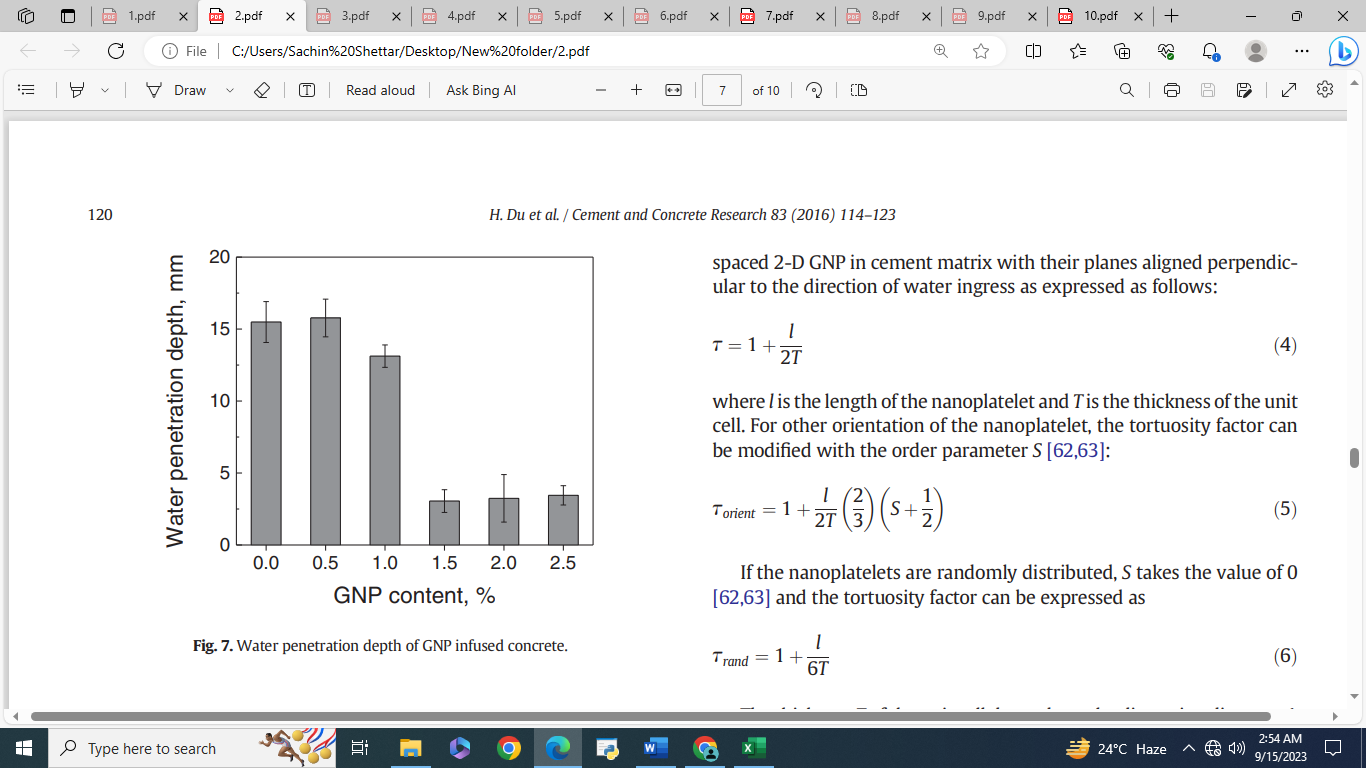 1.pdf
2.pdf
3.pdf
4.pdf
5.pdf
6.pdf
7.pdf
8.pdf
9.pdf
10.pdf
File
C:/Users/Sachin%20Shettar/Desktop/New%20folder/2.pdf
Draw
Read aloud
Ask Bing AI
7
of 10
120
H. Du et al. / Cement and Concrete Research 83 (2016) 114–123
Water penetration depth, mm
20
15
10
5
0
0.0 0.5 1.0 1.5 2.0 2.5
GNP content, %
Fig. 7. Water penetration depth of GNP infused concrete.
spaced 2-D GNP in cement matrix with their planes aligned perpendic-
ular to the direction of water ingress as expressed as follows:
τ = 1 + l/2T (4)
where l is the length of the nanoplatelet and T is the thickness of the unit
cell. For other orientation of the nanoplatelet, the tortuosity factor can
be modified with the order parameter S [62,63]:
τorient = 1 + l/2T (2/3) (S + 1/2) (5)
If the nanoplatelets are randomly distributed, S takes the value of 0
[62,63] and the tortuosity factor can be expressed as
τrand = 1 + l/6T (6)
Type here to search
24°C Haze
2:54 AM
9/15/2023